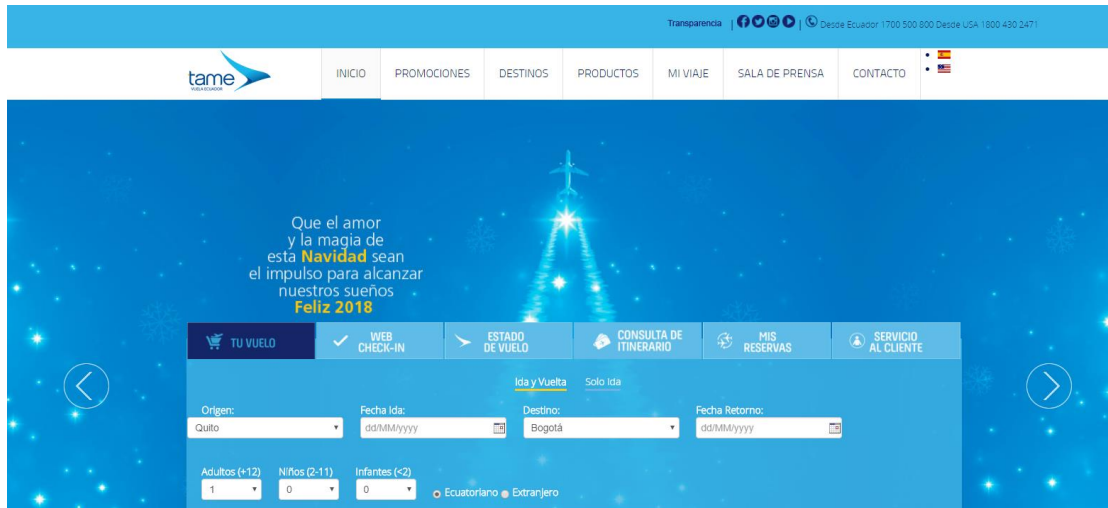 Transparencia | | Desde Ecuador 1700 500 800 Desde USA 1800 430 2471
tame
VUELA ECUADOR
INICIO PROMOCIONES DESTINOS PRODUCTOS MI VIAJE SALA DE PRENSA CONTACTO
Que el amor
y la magia de
esta Navidad sean
el impulso para alcanzar
nuestros sueños
Feliz 2018
TU VUELO
WEB
CHECK-IN
ESTADO
DE VUELO
CONSULTA DE
ITINERARIO
MIS
RESERVAS
SERVICIO
AL CLIENTE
Ida y Vuelta Solo Ida
Origen: Fecha Ida: Destino: Fecha Retorno:
Quito dd/MM/yyyy Bogotá dd/MM/yyyy
Adultos (+12) Niños (2-11) Infantes (<2)
1 0 0 Ecuatoriano Extranjero